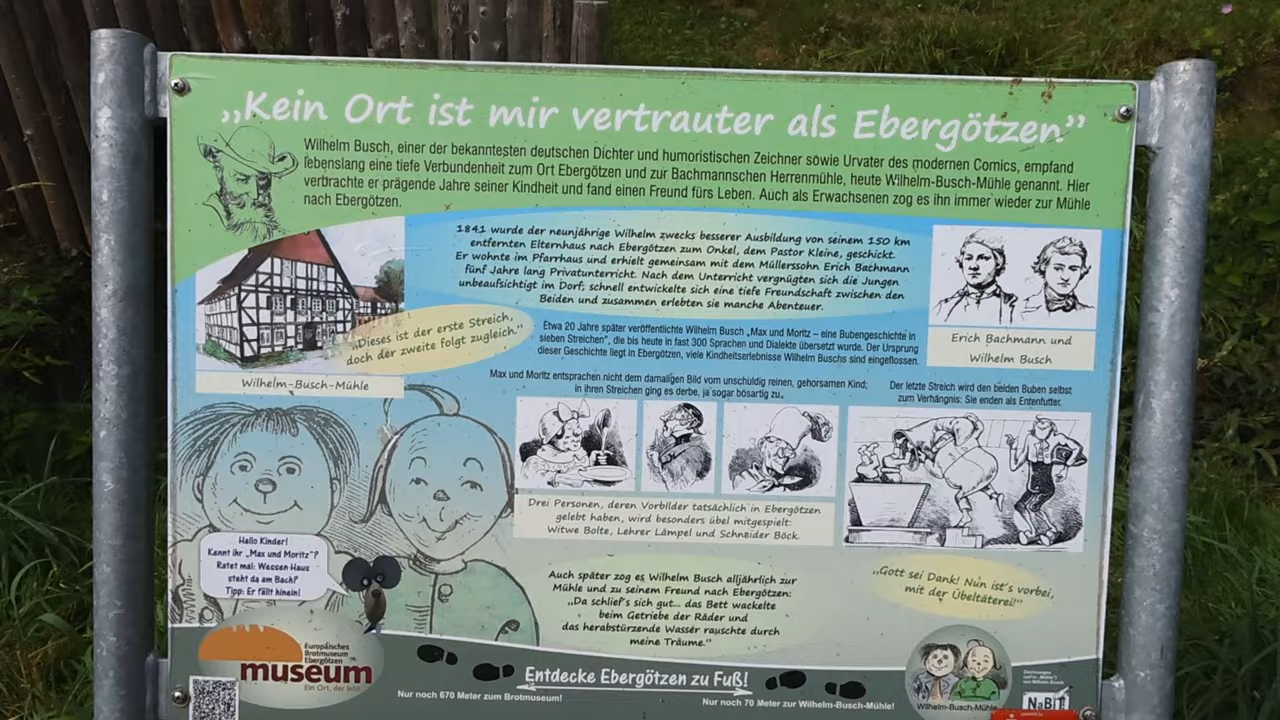 „Kein Ort ist mir vertrauter als Ebergötzen.”
Wilhelm Busch, einer der bekanntesten deutschen Dichter und humoristischen Zeichner sowie Urvater des modernen Comics, empfand
lebenslang eine tiefe Verbundenheit zum Ort Ebergötzen und zur Bachmannschen Herrenmühle, heute Wilhelm-Busch-Mühle genannt. Hier
verbrachte er prägende Jahre seiner Kindheit und fand einen Freund fürs Leben. Auch als Erwachsenen zog es ihn immer wieder zur Mühle
nach Ebergötzen.
1841 wurde der neunjährige Wilhelm zwecks besserer Ausbildung von seinem 150 km
entfernten Elternhaus nach Ebergötzen zum Onkel, dem Pastor Kleine, geschickt.
Er wohnte im Pfarrhaus und erhielt gemeinsam mit dem Müllerssohn Erich Bachmann
fünf Jahre lang Privatunterricht. Nach dem Unterricht vergnügten sich die Jungen
unbeaufsichtigt im Dorf; schnell entwickelte sich eine tiefe Freundschaft zwischen den
Beiden und zusammen erlebten sie manche Abenteuer.
Erich Bachmann und
Wilhelm Busch
„Dieses ist der erste Streich,
doch der zweite folgt zugleich.”
Wilhelm-Busch-Mühle
Etwa 20 Jahre später veröffentlichte Wilhelm Busch „Max und Moritz – eine Bubengeschichte in
sieben Streichen”, die bis heute in fast 300 Sprachen und Dialekte übersetzt wurde. Der Ursprung
dieser Geschichte liegt in Ebergötzen, viele Kindheitserlebnisse Wilhelm Buschs sind eingeflossen.
Max und Moritz entsprachen nicht dem damaligen Bild vom unschuldig reinen, gehorsamen Kind;
in ihren Streichen ging es derbe, ja sogar bösartig zu.
Der letzte Streich wird den beiden Buben selbst
zum Verhängnis: Sie enden als Entenfutter.
Drei Personen, deren Vorbilder tatsächlich in Ebergötzen
gelebt haben, wird besonders übel mitgespielt:
Witwe Bolte, Lehrer Lämpel und Schneider Böck.
Hallo Kinder!
Kennt ihr „Max und Moritz”?
Ratet mal: Wessen Haus
steht da am Bach?
Tipp: Er fällt hinein!
Auch später zog es Wilhelm Busch alljährlich zur
Mühle und zu seinem Freund nach Ebergötzen:
„Da schlief's sich gut... das Bett wackelte
beim Getriebe der Räder und
das herabstürzende Wasser rauschte durch
meine Träume.”
„Gott sei Dank! Nun ist's vorbei,
mit der Übeltäterei!”
Europäisches
Brotmuseum
Ebergötzen
museum
Ein Ort, der lebt
Entdecke Ebergötzen zu Fuß!
Nur noch 670 Meter zum Brotmuseum!
Nur noch 70 Meter zur Wilhelm-Busch-Mühle!
Wilhelm-Busch-Mühle